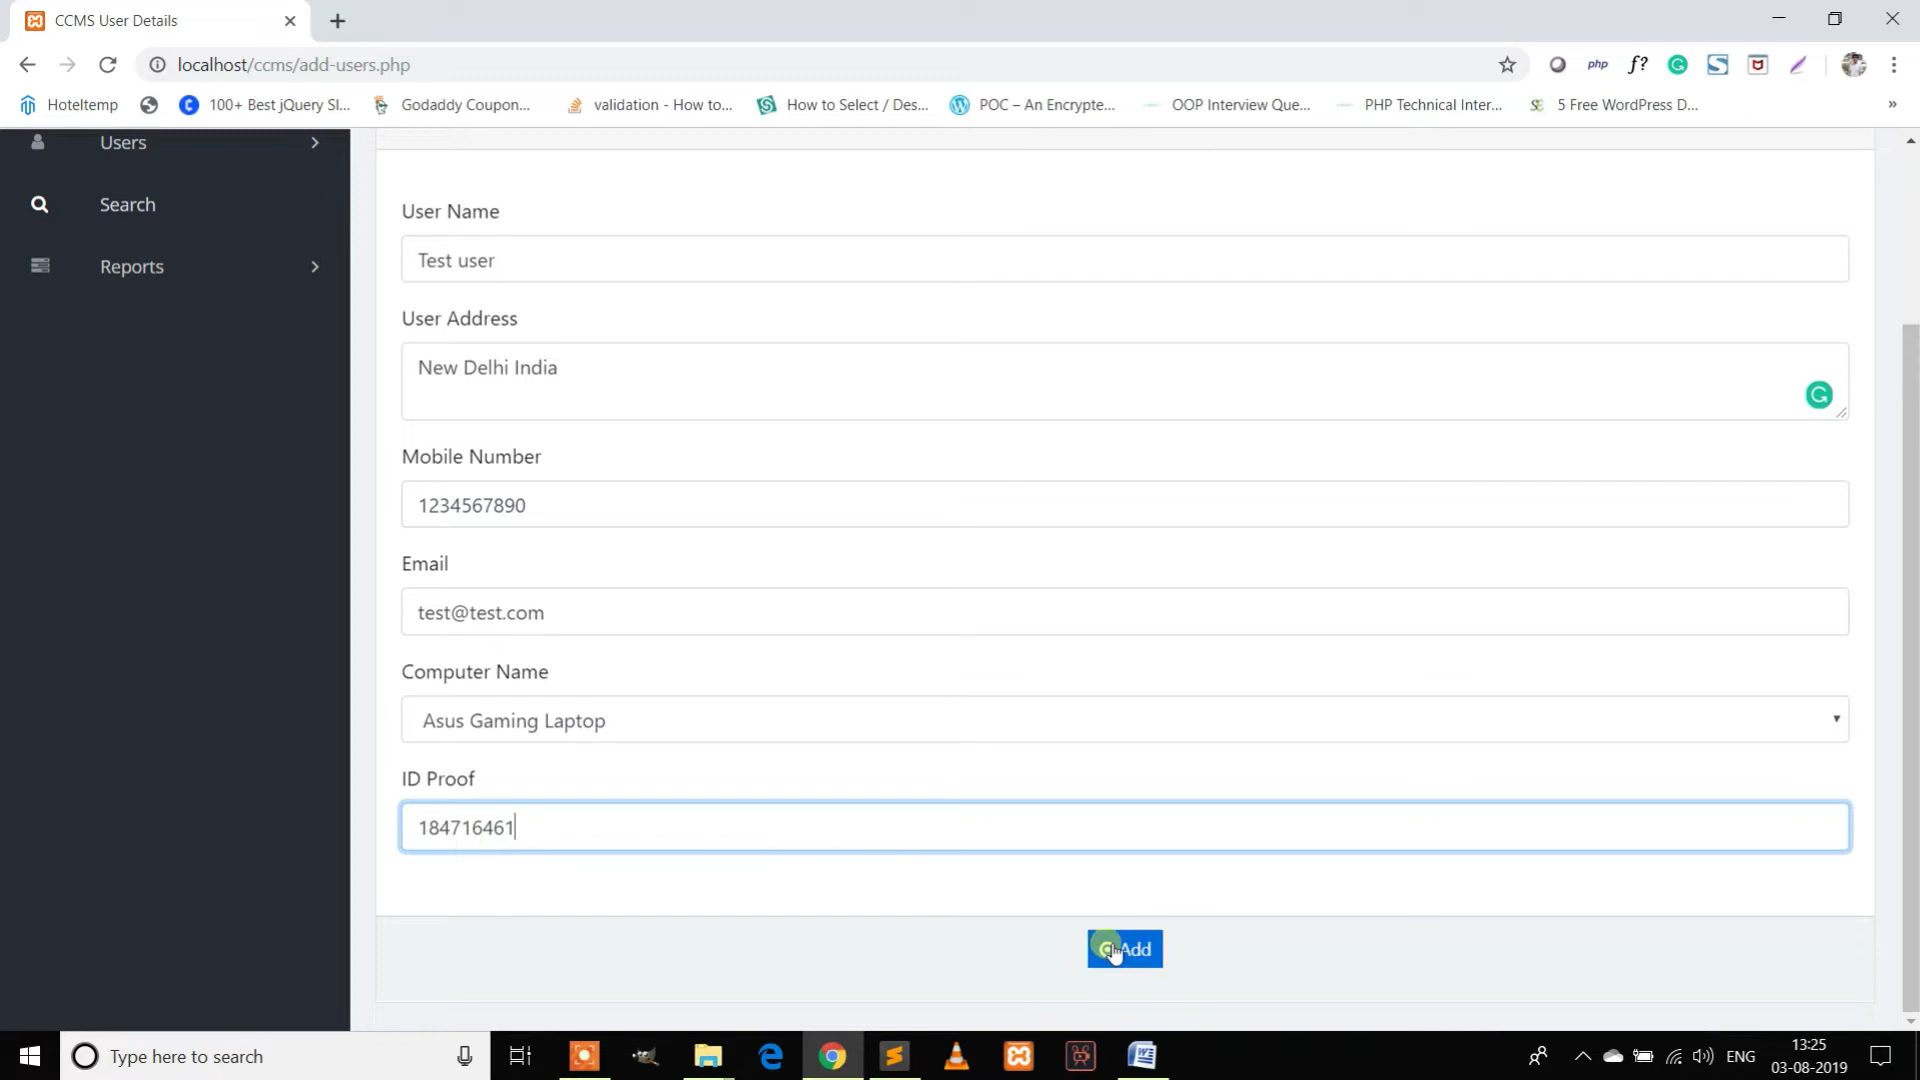 CCMS User Details
localhost/ccms/add-users.php
php
f?
Hoteltemp
100+ Best jQuery Sl...
Godaddy Coupon...
validation - How to...
How to Select / Des...
POC – An Encrypte...
OOP Interview Que...
PHP Technical Inter...
5 Free WordPress D...
Users
Search
Reports
User Name
Test user
User Address
New Delhi India
Mobile Number
1234567890
Email
test@test.com
Computer Name
Asus Gaming Laptop
ID Proof
184716461
Add
Type here to search
ENG
13:25
03-08-2019